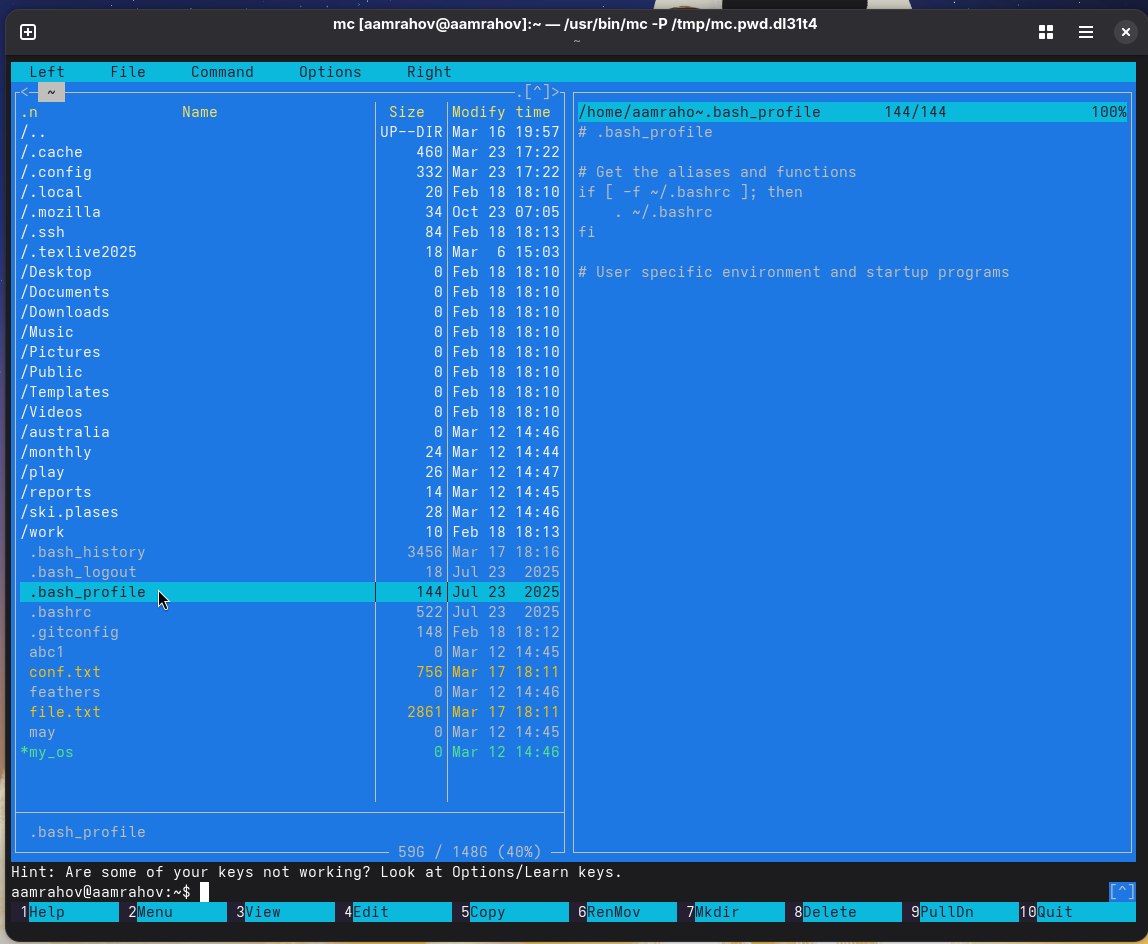 mc [aamrahov@aamrahov]:~ — /usr/bin/mc -P /tmp/mc.pwd.dI31t4
~
Left File Command Options Right
<─ ~ .[^]>
.n Name Size Modify time
/.. UP--DIR Mar 16 19:57
/.cache 460 Mar 23 17:22
/.config 332 Mar 23 17:22
/.local 20 Feb 18 18:10
/.mozilla 34 Oct 23 07:05
/.ssh 84 Feb 18 18:13
/.texlive2025 18 Mar 6 15:03
/Desktop 0 Feb 18 18:10
/Documents 0 Feb 18 18:10
/Downloads 0 Feb 18 18:10
/Music 0 Feb 18 18:10
/Pictures 0 Feb 18 18:10
/Public 0 Feb 18 18:10
/Templates 0 Feb 18 18:10
/Videos 0 Feb 18 18:10
/australia 0 Mar 12 14:46
/monthly 24 Mar 12 14:44
/play 26 Mar 12 14:47
/reports 14 Mar 12 14:45
/ski.plases 28 Mar 12 14:46
/work 10 Feb 18 18:13
.bash_history 3456 Mar 17 18:16
.bash_logout 18 Jul 23 2025
.bash_profile 144 Jul 23 2025
.bashrc 522 Jul 23 2025
.gitconfig 148 Feb 18 18:12
abc1 0 Mar 12 14:45
conf.txt 756 Mar 17 18:11
feathers 0 Mar 12 14:46
file.txt 2861 Mar 17 18:11
may 0 Mar 12 14:45
*my_os 0 Mar 12 14:46
.bash_profile
59G / 148G (40%)
/home/aamraho~.bash_profile 144/144 100%
# .bash_profile
# Get the aliases and functions
if [ -f ~/.bashrc ]; then
. ~/.bashrc
fi
# User specific environment and startup programs
Hint: Are some of your keys not working? Look at Options/Learn keys.
aamrahov@aamrahov:~$ [^]
1Help 2Menu 3View 4Edit 5Copy 6RenMov 7Mkdir 8Delete 9PullDn 10Quit